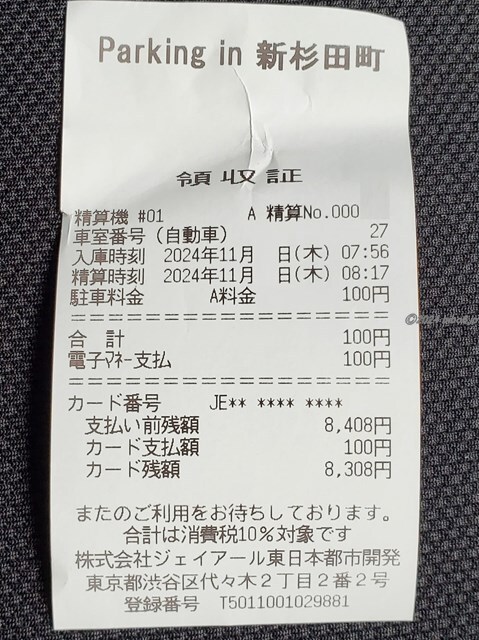 Parking in 新杉田町
領収証
精算機 #01 A 精算No.000
車室番号（自動車） 27
入庫時刻 2024年11月 日(木) 07:56
精算時刻 2024年11月 日(木) 08:17
駐車料金 A料金 100円
==============================
合 計 100円
電子ﾏﾈｰ支払 100円
==============================
カード番号 JE** **** ****
支払い前残額 8,408円
カード支払額 100円
カード残額 8,308円
またのご利用をお待ちしております。
合計は消費税10％対象です
株式会社ジェイアール東日本都市開発
東京都渋谷区代々木２丁目２番２号
登録番号 T5011001029881